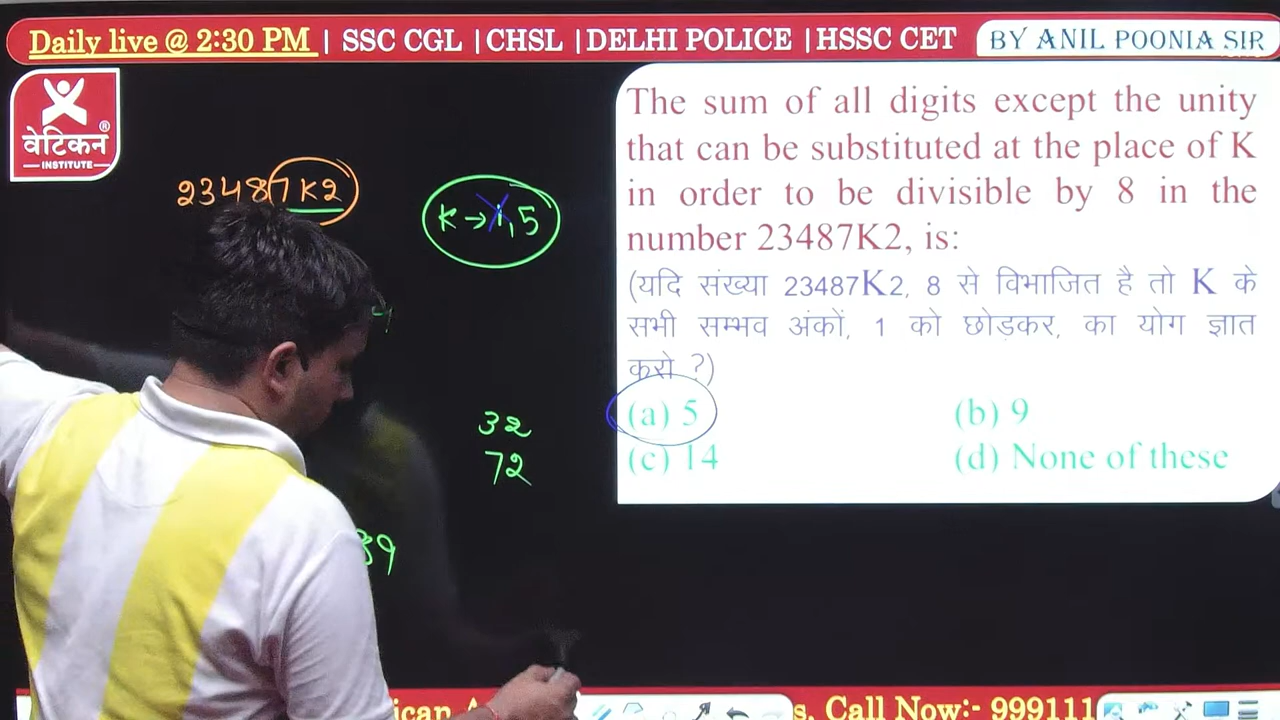 Daily live @ 2:30 PM | SSC CGL |CHSL |DELHI POLICE |HSSC CET
BY ANIL POONIA SIR
वेटिकन®
INSTITUTE
23487K2
K→1,5
32
72
89
The sum of all digits except the unity
that can be substituted at the place of K
in order to be divisible by 8 in the
number 23487K2, is:
(यदि संख्या 23487K2, 8 से विभाजित है तो K के
सभी सम्भव अंकों, 1 को छोड़कर, का योग ज्ञात
करो ?)
(a) 5 (b) 9
(c) 14 (d) None of these
Call Now:- 999111